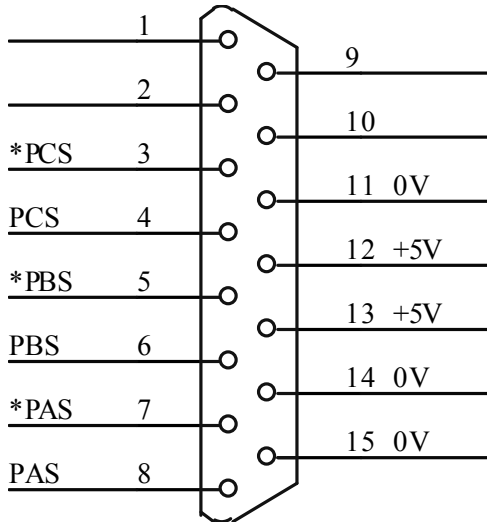 1
9
2
10
*PCS 3
11 0V
PCS 4
12 +5V
*PBS 5
13 +5V
PBS 6
14 0V
*PAS 7
15 0V
PAS 8